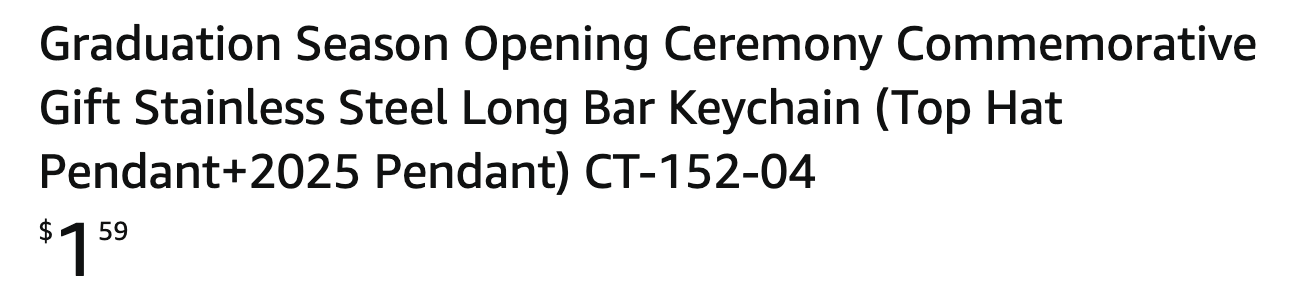 Graduation Season Opening Ceremony Commemorative
Gift Stainless Steel Long Bar Keychain (Top Hat
Pendant+2025 Pendant) CT-152-04
$1 59